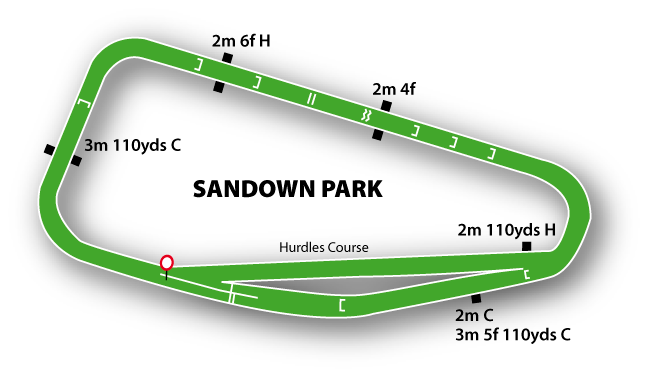 2m 6f H
2m 4f
3m 110yds C
SANDOWN PARK
2m 110yds H
Hurdles Course
2m C
3m 5f 110yds C